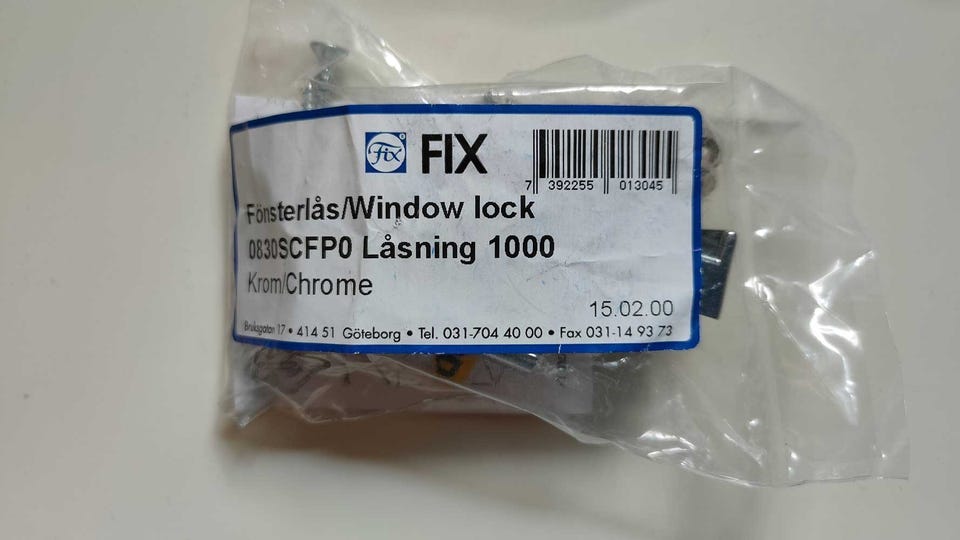 Fix FIX
7 392255 013045
Fönsterlås/Window lock
0830SCFP0 Låsning 1000
Krom/Chrome
15.02.00
Bruksgatan 17 • 414 51 Göteborg • Tel. 031-704 40 00 • Fax 031-14 93 73